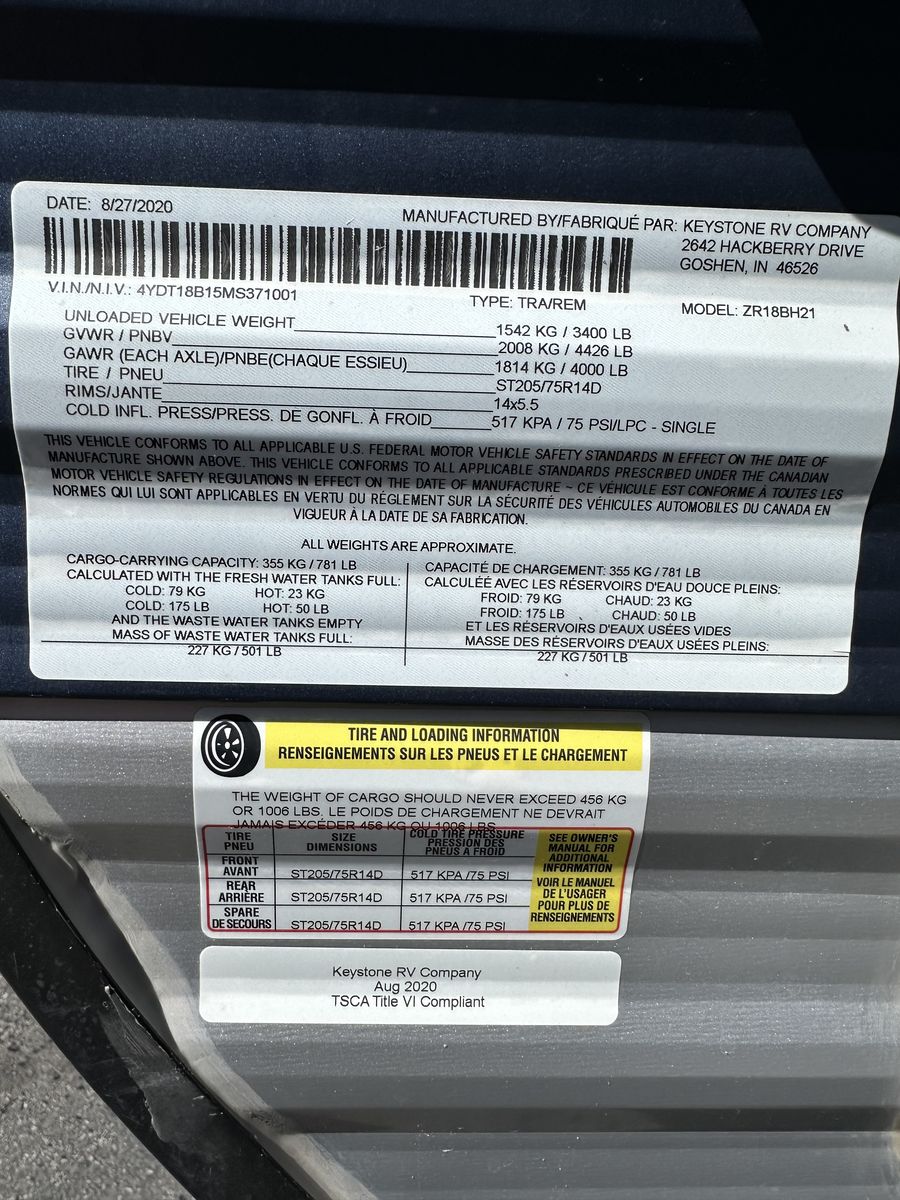 DATE: 8/27/2020
MANUFACTURED BY/FABRIQUÉ PAR: KEYSTONE RV COMPANY
2642 HACKBERRY DRIVE
GOSHEN, IN 46526
V.I.N./N.I.V.: 4YDT18B15MS371001
TYPE: TRA/REM
MODEL: ZR18BH21
UNLOADED VEHICLE WEIGHT 1542 KG / 3400 LB
GVWR / PNBV 2008 KG / 4426 LB
GAWR (EACH AXLE)/PNBE(CHAQUE ESSIEU) 1814 KG / 4000 LB
TIRE / PNEU ST205/75R14D
RIMS/JANTE 14x5.5
COLD INFL. PRESS/PRESS. DE GONFL. À FROID 517 KPA / 75 PSI/LPC - SINGLE
THIS VEHICLE CONFORMS TO ALL APPLICABLE U.S. FEDERAL MOTOR VEHICLE SAFETY STANDARDS IN EFFECT ON THE DATE OF
MANUFACTURE SHOWN ABOVE. THIS VEHICLE CONFORMS TO ALL APPLICABLE STANDARDS PRESCRIBED UNDER THE CANADIAN
MOTOR VEHICLE SAFETY REGULATIONS IN EFFECT ON THE DATE OF MANUFACTURE ~ CE VÉHICULE EST CONFORME À TOUTES LES
NORMES QUI LUI SONT APPLICABLES EN VERTU DU RÉGLEMENT SUR LA SÉCURITÉ DES VÉHICULES AUTOMOBILES DU CANADA EN
VIGUEUR À LA DATE DE SA FABRICATION.
ALL WEIGHTS ARE APPROXIMATE.
CARGO-CARRYING CAPACITY: 355 KG / 781 LB
CALCULATED WITH THE FRESH WATER TANKS FULL:
COLD: 79 KG HOT: 23 KG
COLD: 175 LB HOT: 50 LB
AND THE WASTE WATER TANKS EMPTY
MASS OF WASTE WATER TANKS FULL:
227 KG / 501 LB
CAPACITÉ DE CHARGEMENT: 355 KG / 781 LB
CALCULÉE AVEC LES RÉSERVOIRS D'EAU DOUCE PLEINS:
FROID: 79 KG CHAUD: 23 KG
FROID: 175 LB CHAUD: 50 LB
ET LES RÉSERVOIRS D'EAUX USÉES VIDES
MASSE DES RÉSERVOIRS D'EAUX USÉES PLEINS:
227 KG / 501 LB
TIRE AND LOADING INFORMATION
RENSEIGNEMENTS SUR LES PNEUS ET LE CHARGEMENT
THE WEIGHT OF CARGO SHOULD NEVER EXCEED 456 KG
OR 1006 LBS. LE POIDS DE CHARGEMENT NE DEVRAIT
JAMAIS EXCÉDER 456 KG OU 1006 LBS
TIRE
PNEU
SIZE
DIMENSIONS
COLD TIRE PRESSURE
PRESSION DES
PNEUS A FROID
FRONT
AVANT
ST205/75R14D
517 KPA /75 PSI
REAR
ARRIÈRE
ST205/75R14D
517 KPA /75 PSI
SPARE
DE SECOURS
ST205/75R14D
517 KPA /75 PSI
SEE OWNER'S
MANUAL FOR
ADDITIONAL
INFORMATION
VOIR LE MANUEL
DE L'USAGER
POUR PLUS DE
RENSEIGNEMENTS
Keystone RV Company
Aug 2020
TSCA Title VI Compliant